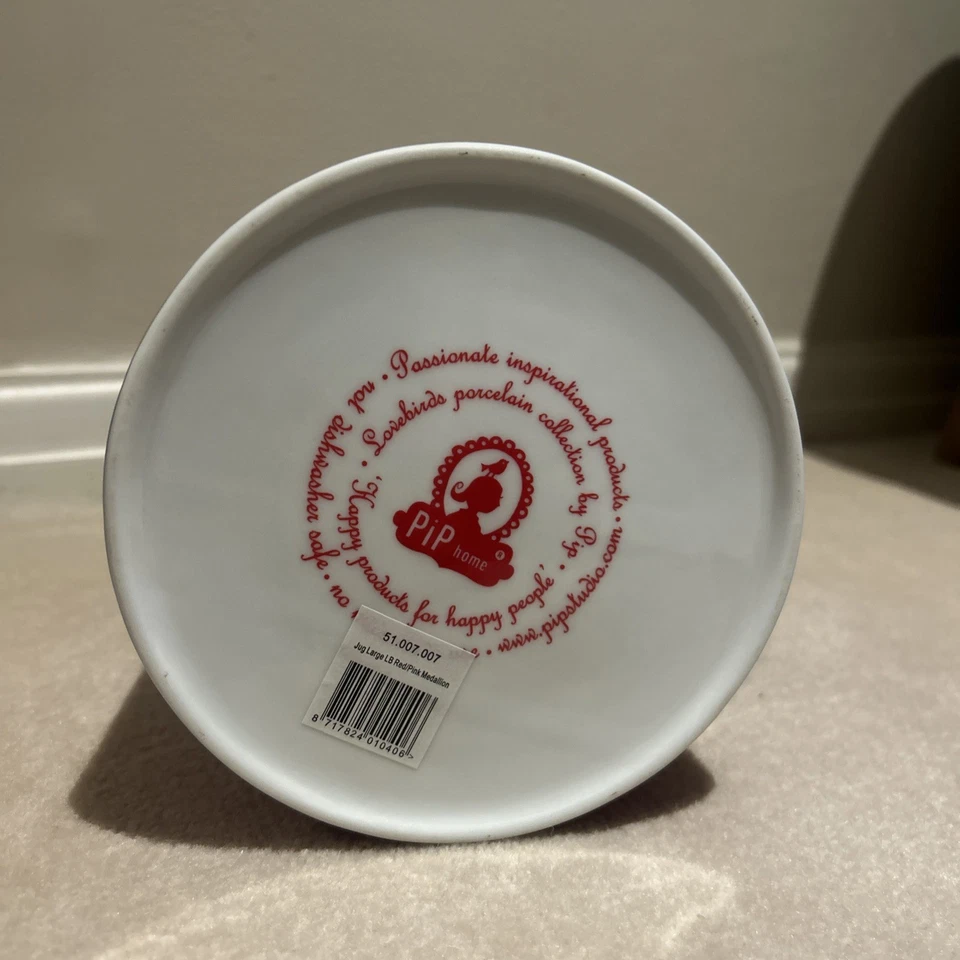 • Passionate inspirational products • www.pipstudio.com •
not dishwasher safe • no
• Lovebirds porcelain collection by Pip •
'Happy products for happy people'
PiP
home
®
51.007.007
Jug Large LB Red/Pink Medallion
8 717824 010406 >